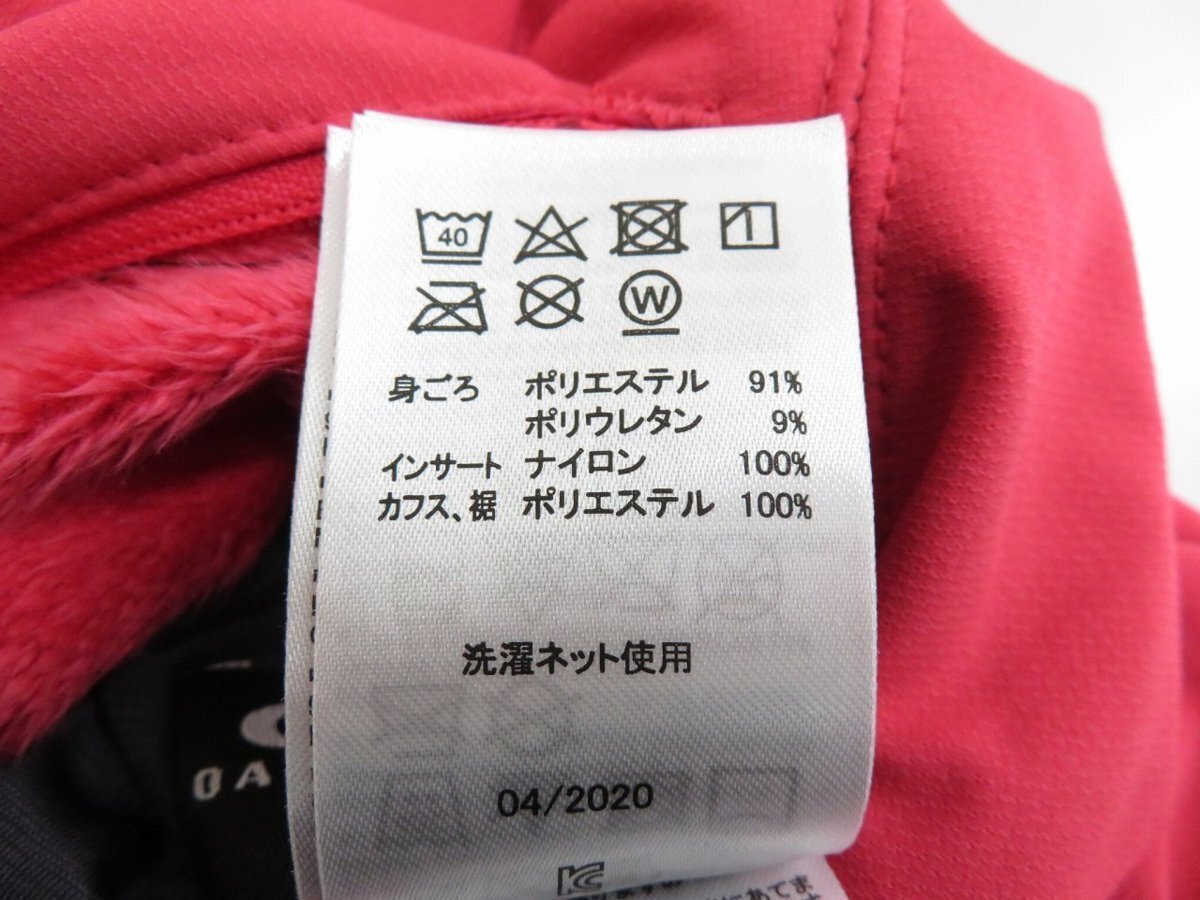 40
W
身ごろ ポリエステル 91%
ポリウレタン 9%
インサート ナイロン 100%
カフス、裾 ポリエステル 100%
洗濯ネット使用
04/2020